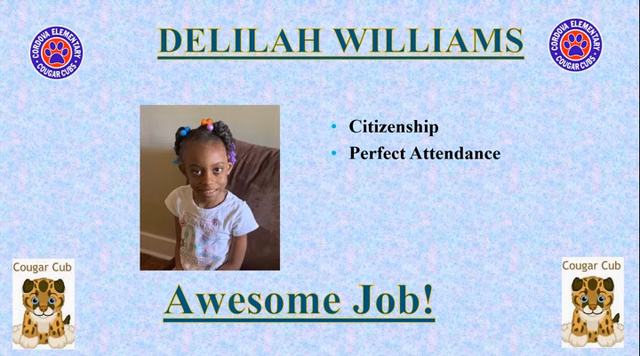 DELILAH WILLIAMS
CORDOVA ELEMENTARY
COUGAR CUBS
CORDOVA ELEMENTARY
COUGAR CUBS
• Citizenship
• Perfect Attendance
Cougar Cub
Cougar Cub
Awesome Job!